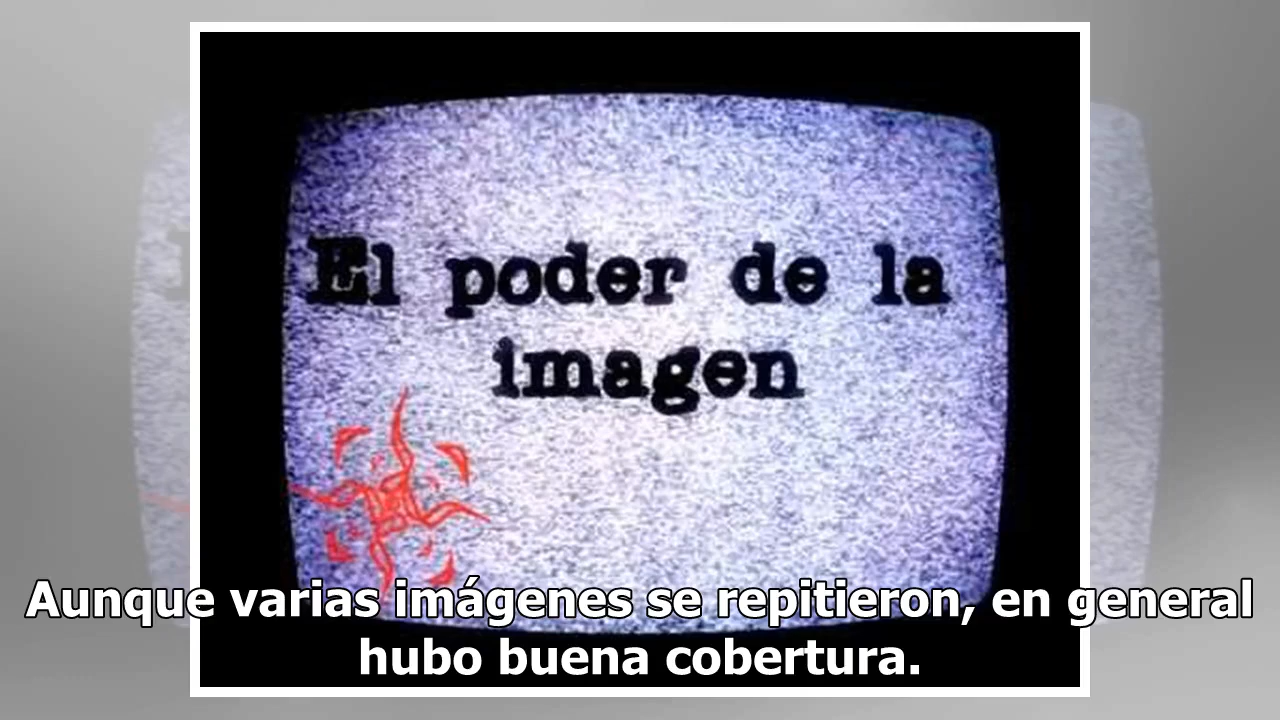 El poder de la
imagen
Aunque varias imágenes se repitieron, en general
hubo buena cobertura.